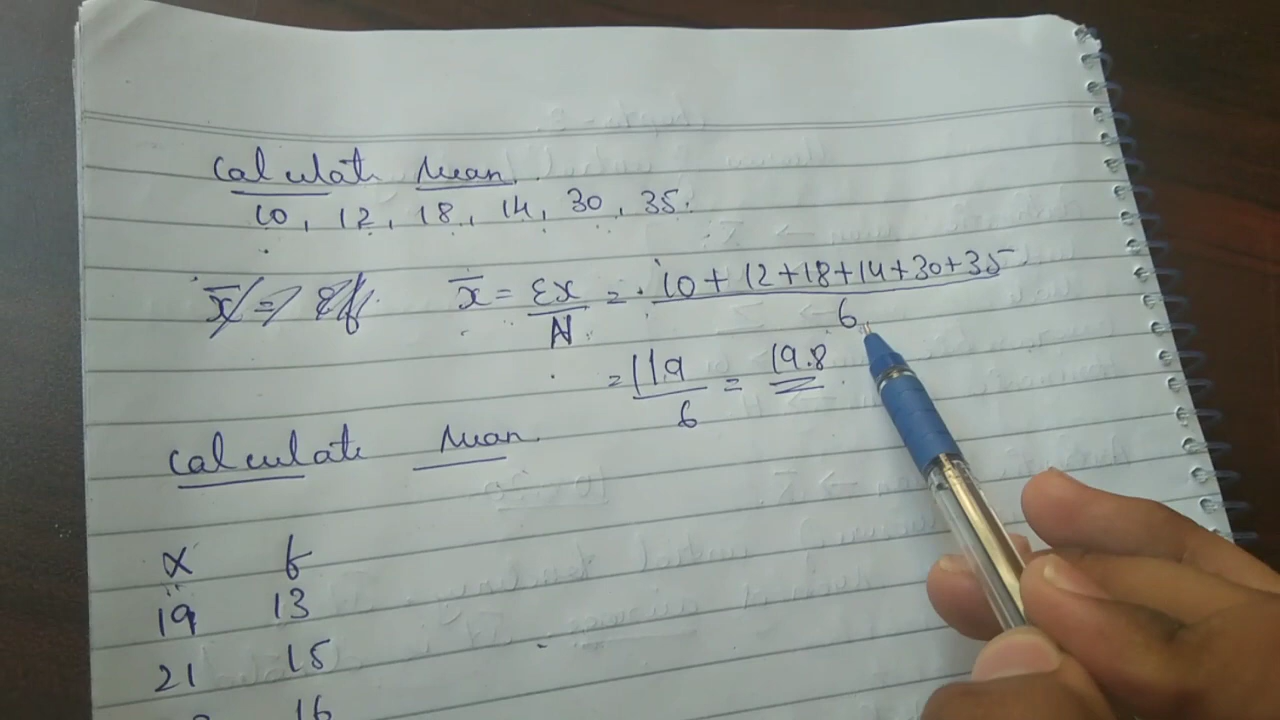 Calculate Mean.
10, 12, 18, 14, 30, 35.
x̄ = Σx/N = 10+12+18+14+30+35/6
= 119/6 = 19.8
Calculate Mean.
x f
19 13
21 15
16